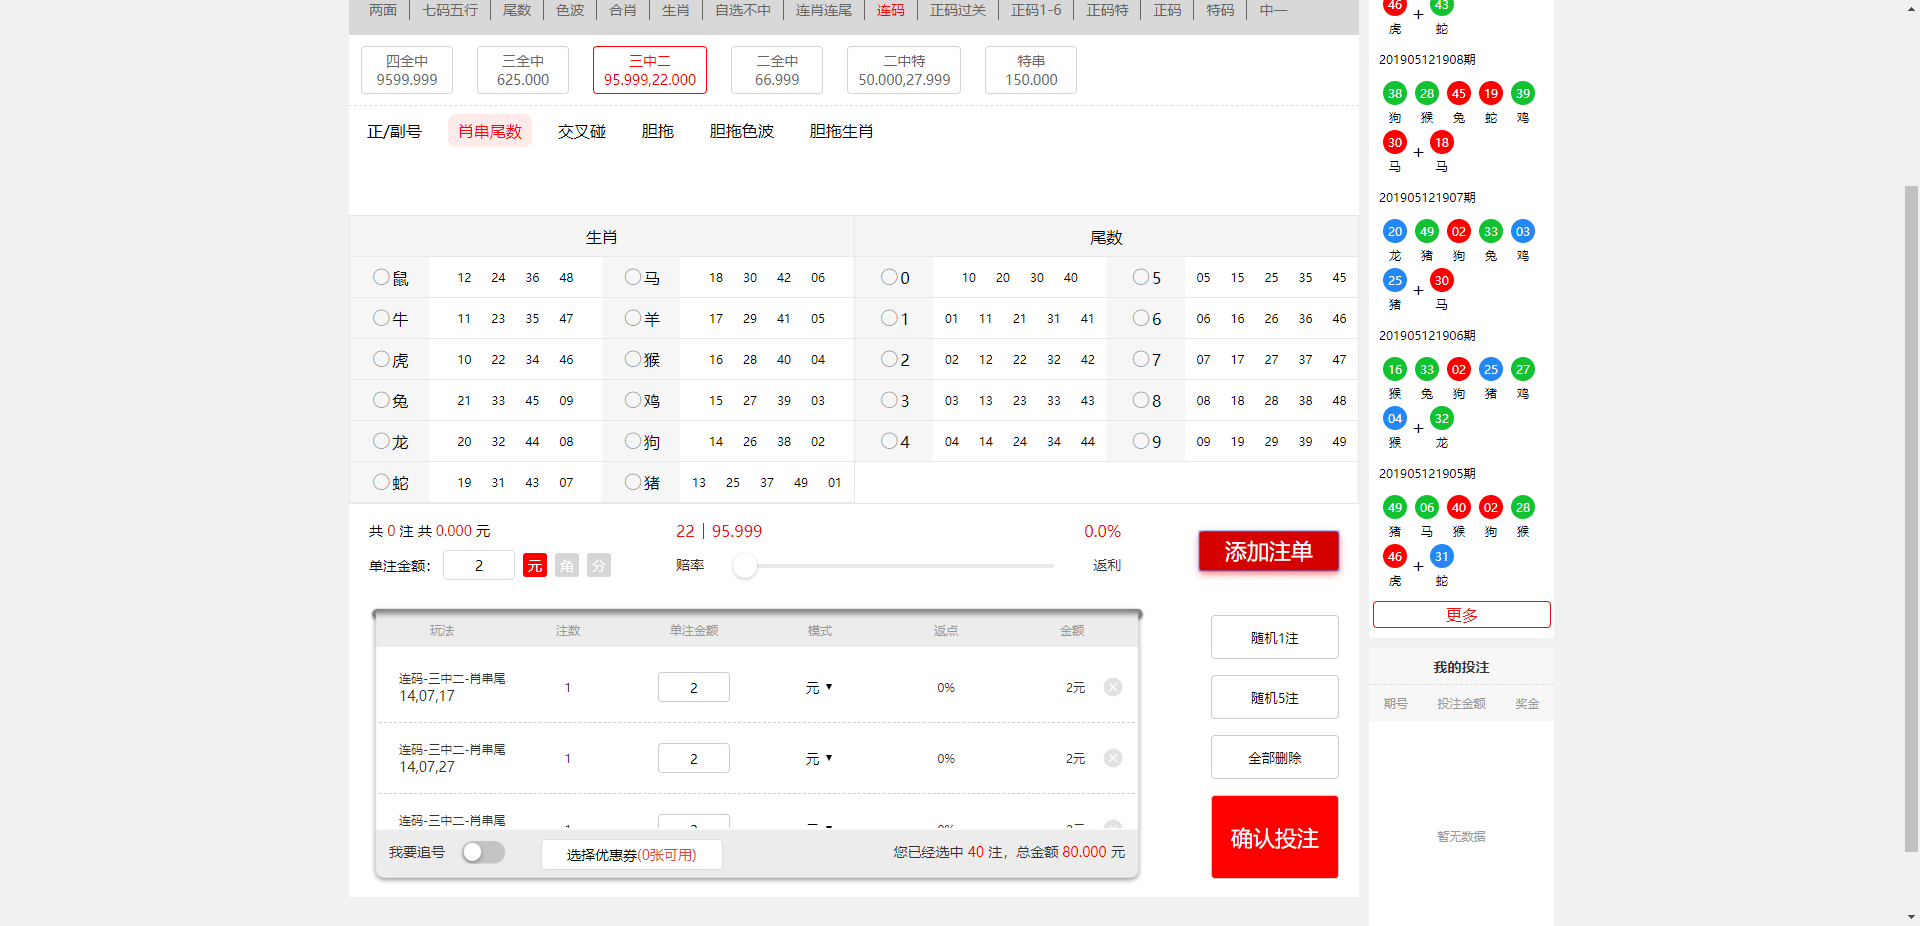 两面 七码五行 尾数 色波 合肖 生肖 自选不中 连肖连尾 连码 正码过关 正码1-6 正码特 正码 特码 中一
四全中 三全中 三中二 二全中 二中特 特串
9599.999 625.000 95.999,22.000 66.999 50.000,27.999 150.000
正/副号 肖串尾数 交叉碰 胆拖 胆拖色波 胆拖生肖
生肖 尾数
鼠 12 24 36 48 马 18 30 42 06 0 10 20 30 40 5 05 15 25 35 45
牛 11 23 35 47 羊 17 29 41 05 1 01 11 21 31 41 6 06 16 26 36 46
虎 10 22 34 46 猴 16 28 40 04 2 02 12 22 32 42 7 07 17 27 37 47
兔 21 33 45 09 鸡 15 27 39 03 3 03 13 23 33 43 8 08 18 28 38 48
龙 20 32 44 08 狗 14 26 38 02 4 04 14 24 34 44 9 09 19 29 39 49
蛇 19 31 43 07 猪 13 25 37 49 01
共 0 注 共 0.000 元 22 | 95.999 0.0%
单注金额： 2 元 角 分 赔率 返利
添加注单
玩法 注数 单注金额 模式 返点 金额
连码-三中二-肖串尾
14,07,17 1 2 元 ▼ 0% 2元
连码-三中二-肖串尾
14,07,27 1 2 元 ▼ 0% 2元
连码-三中二-肖串尾
我要追号 选择优惠券(0张可用) 您已经选中 40 注，总金额 80.000 元
随机1注
随机5注
全部删除
确认投注
46 + 43
虎 蛇
201905121908期
38 28 45 19 39
狗 猴 兔 蛇 鸡
30 + 18
马 马
201905121907期
20 49 02 33 03
龙 猪 狗 兔 鸡
25 + 30
猪 马
201905121906期
16 33 02 25 27
猴 兔 狗 猪 鸡
04 + 32
猴 龙
201905121905期
49 06 40 02 28
猪 马 猴 狗 猴
46 + 31
虎 蛇
更多
我的投注
期号 投注金额 奖金
暂无数据